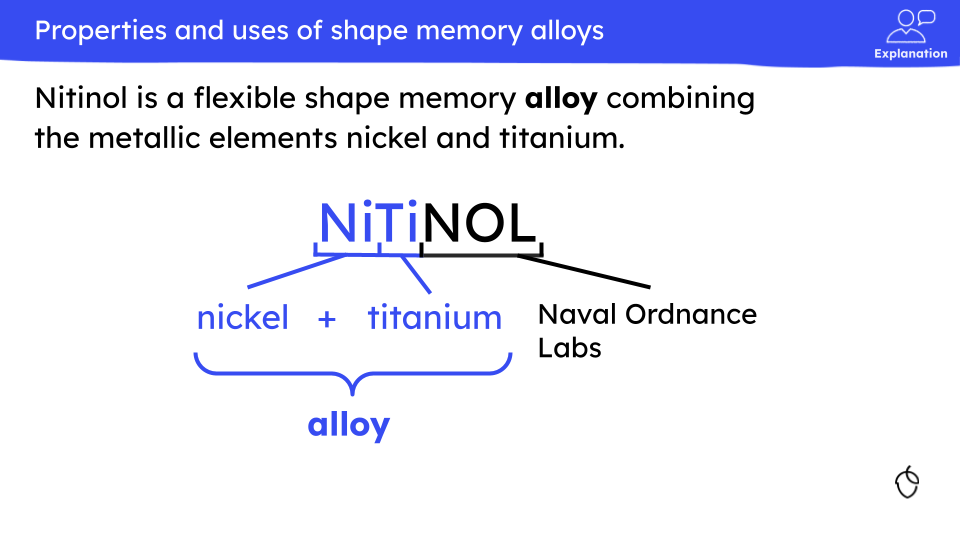 Properties and uses of shape memory alloys
Explanation
Nitinol is a flexible shape memory alloy combining
the metallic elements nickel and titanium.
NiTiNOL
nickel + titanium
Naval Ordnance
Labs
alloy